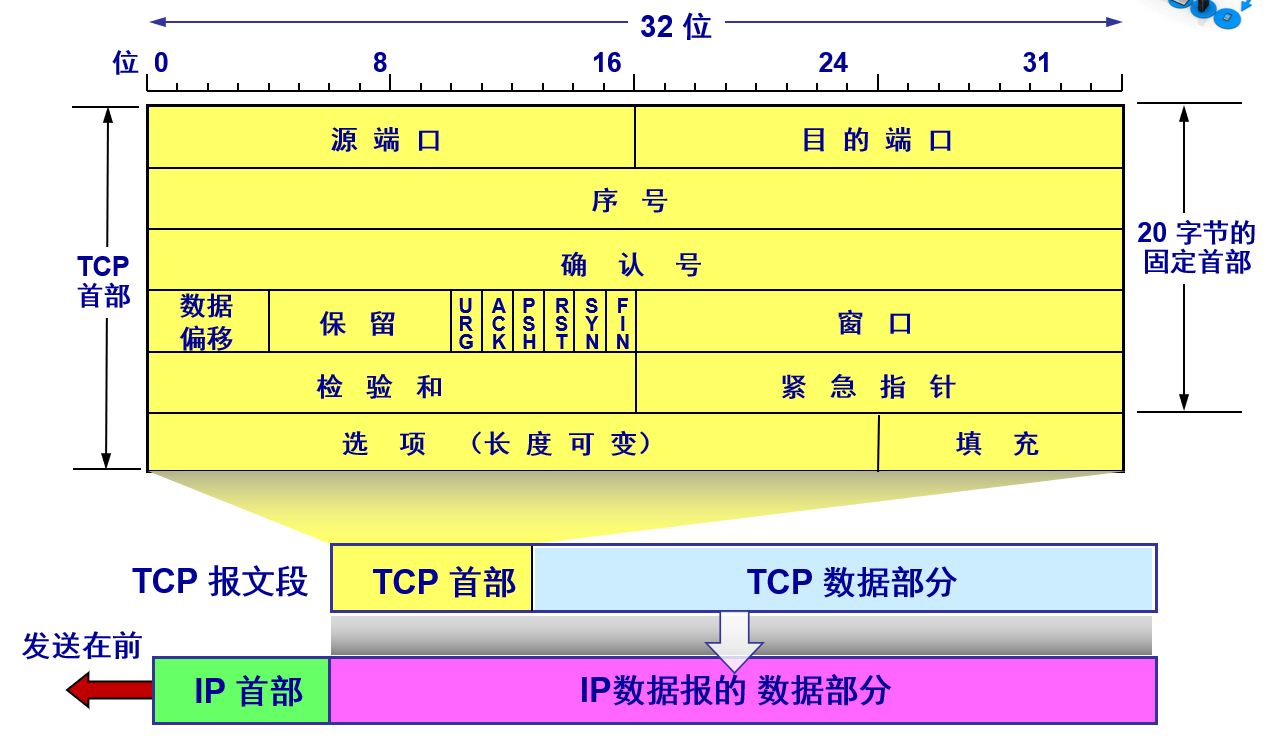 32 位
位 0 8 16 24 31
源端口 目的端口
序号
确认号
TCP
首部
20 字节的
固定首部
数据
偏移
保留
URG
ACK
PSH
RST
SYN
FIN
窗口
检验和 紧急指针
选项 （长度可变） 填充
TCP 报文段 TCP 首部 TCP 数据部分
发送在前
IP 首部 IP数据报的 数据部分